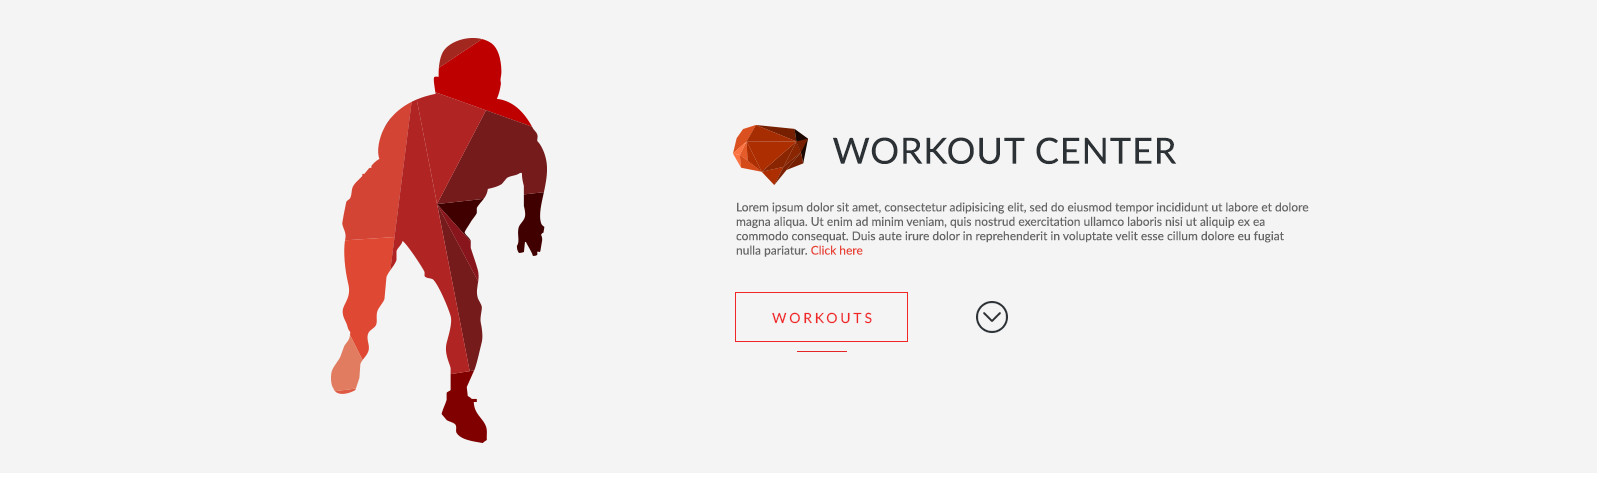 WORKOUT CENTER
Lorem ipsum dolor sit amet, consectetur adipisicing elit, sed do eiusmod tempor incididunt ut labore et dolore
magna aliqua. Ut enim ad minim veniam, quis nostrud exercitation ullamco laboris nisi ut aliquip ex ea
commodo consequat. Duis aute irure dolor in reprehenderit in voluptate velit esse cillum dolore eu fugiat
nulla pariatur. Click here
WORKOUTS